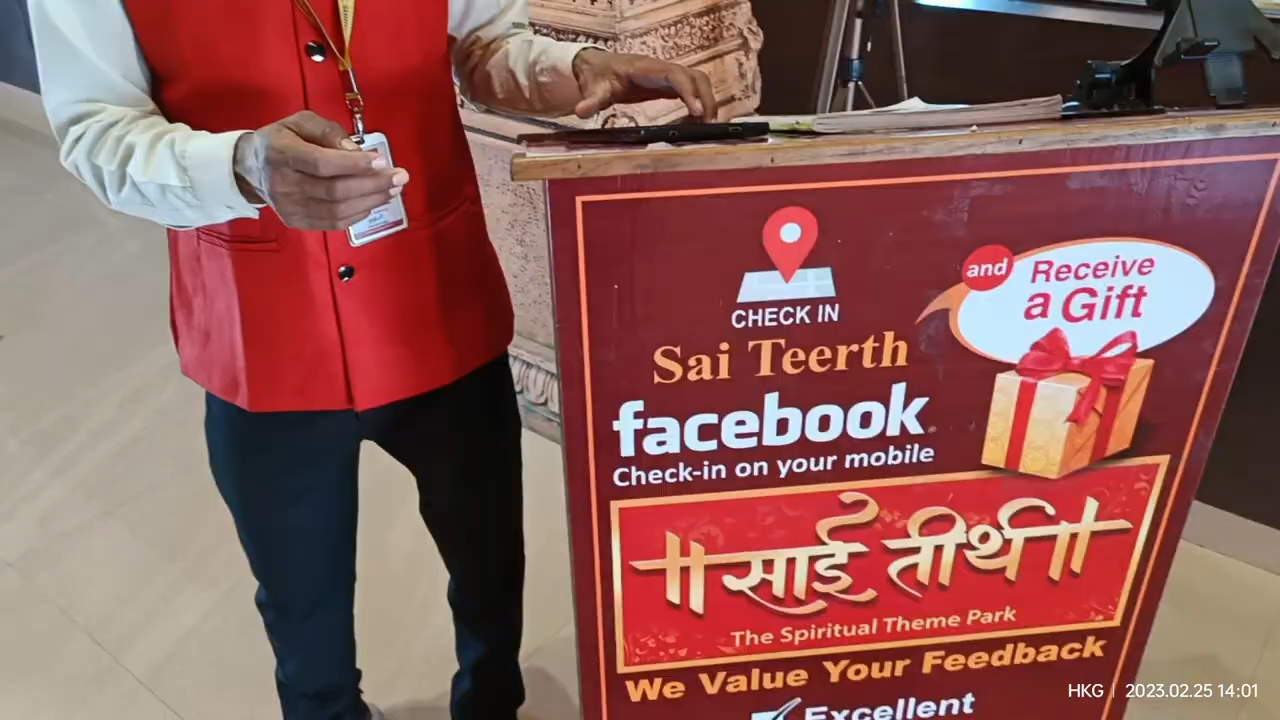 CHECK IN
and
Receive
a Gift
Sai Teerth
facebook
Check-in on your mobile
॥साई तीर्थ॥
The Spiritual Theme Park
We Value Your Feedback
Excellent
HKG | 2023.02.25 14:01